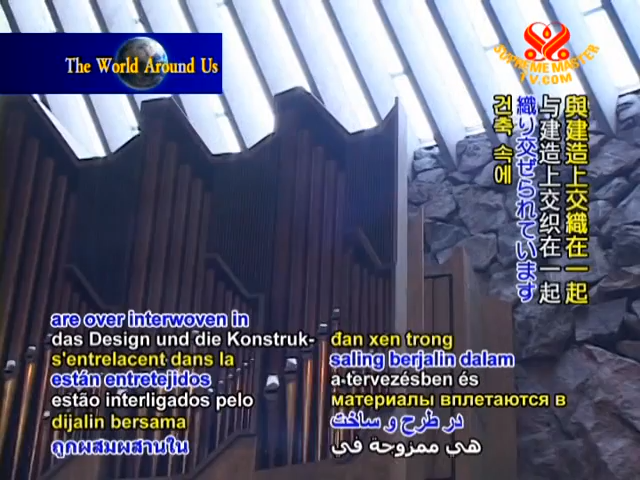 The World Around Us
SUPREME MASTER
TV.COM
與建造上交織在一起
与建造上交织在一起
織り交ぜられています
건축 속에
are over interwoven in
das Design und die Konstruk-
s'entrelacent dans la
están entretejidos
estão interligados pelo
dijalin bersama
ถูกผสมผสานใน
đan xen trong
saling berjalin dalam
a tervezésben és
материалы вплетаются в
در طرح و ساخت
هي ممزوجة في